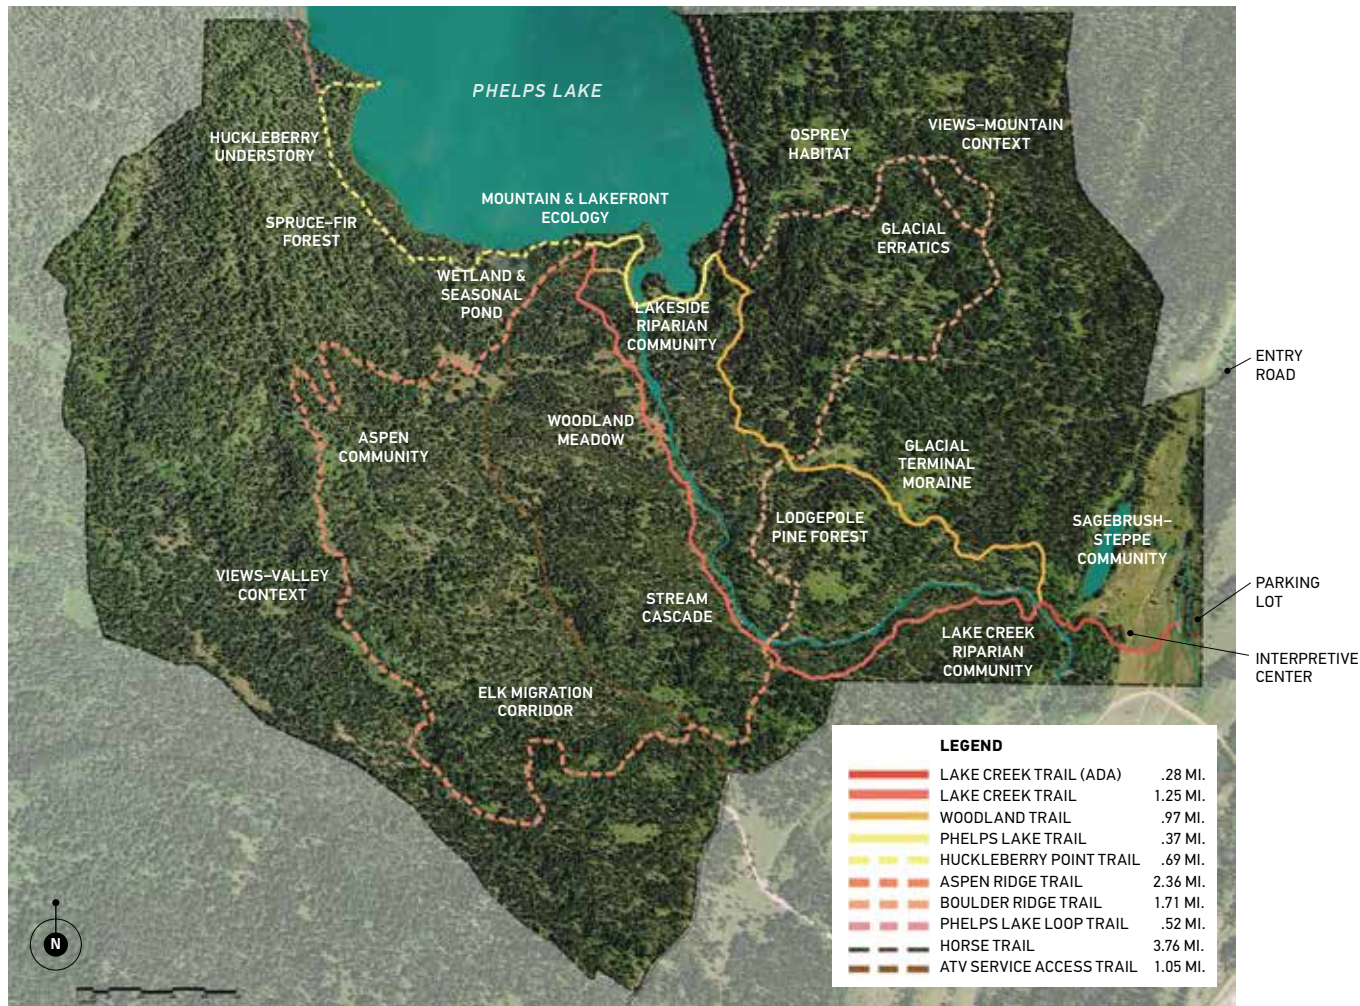 PHELPS LAKE
HUCKLEBERRY
UNDERSTORY
OSPREY
HABITAT
VIEWS–MOUNTAIN
CONTEXT
MOUNTAIN & LAKEFRONT
ECOLOGY
SPRUCE–FIR
FOREST
GLACIAL
ERRATICS
WETLAND &
SEASONAL
POND
LAKESIDE
RIPARIAN
COMMUNITY
ENTRY
ROAD
ASPEN
COMMUNITY
WOODLAND
MEADOW
GLACIAL
TERMINAL
MORAINE
LODGEPOLE
PINE FOREST
SAGEBRUSH–
STEPPE
COMMUNITY
VIEWS–VALLEY
CONTEXT
STREAM
CASCADE
PARKING
LOT
LAKE CREEK
RIPARIAN
COMMUNITY
INTERPRETIVE
CENTER
ELK MIGRATION
CORRIDOR
LEGEND
LAKE CREEK TRAIL (ADA) .28 MI.
LAKE CREEK TRAIL 1.25 MI.
WOODLAND TRAIL .97 MI.
PHELPS LAKE TRAIL .37 MI.
HUCKLEBERRY POINT TRAIL .69 MI.
ASPEN RIDGE TRAIL 2.36 MI.
BOULDER RIDGE TRAIL 1.71 MI.
PHELPS LAKE LOOP TRAIL .52 MI.
HORSE TRAIL 3.76 MI.
ATV SERVICE ACCESS TRAIL 1.05 MI.
N